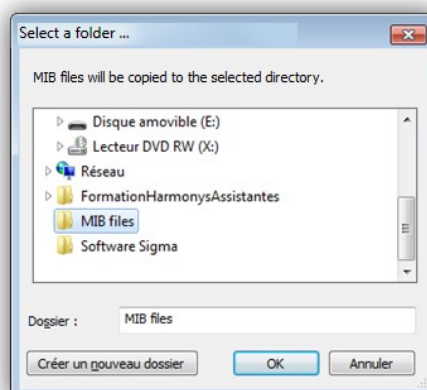 Select a folder ...
MIB files will be copied to the selected directory.
Disque amovible (E:)
Lecteur DVD RW (X:)
Réseau
FormationHarmonysAssistantes
MIB files
Software Sigma
Dossier : MIB files
Créer un nouveau dossier OK Annuler